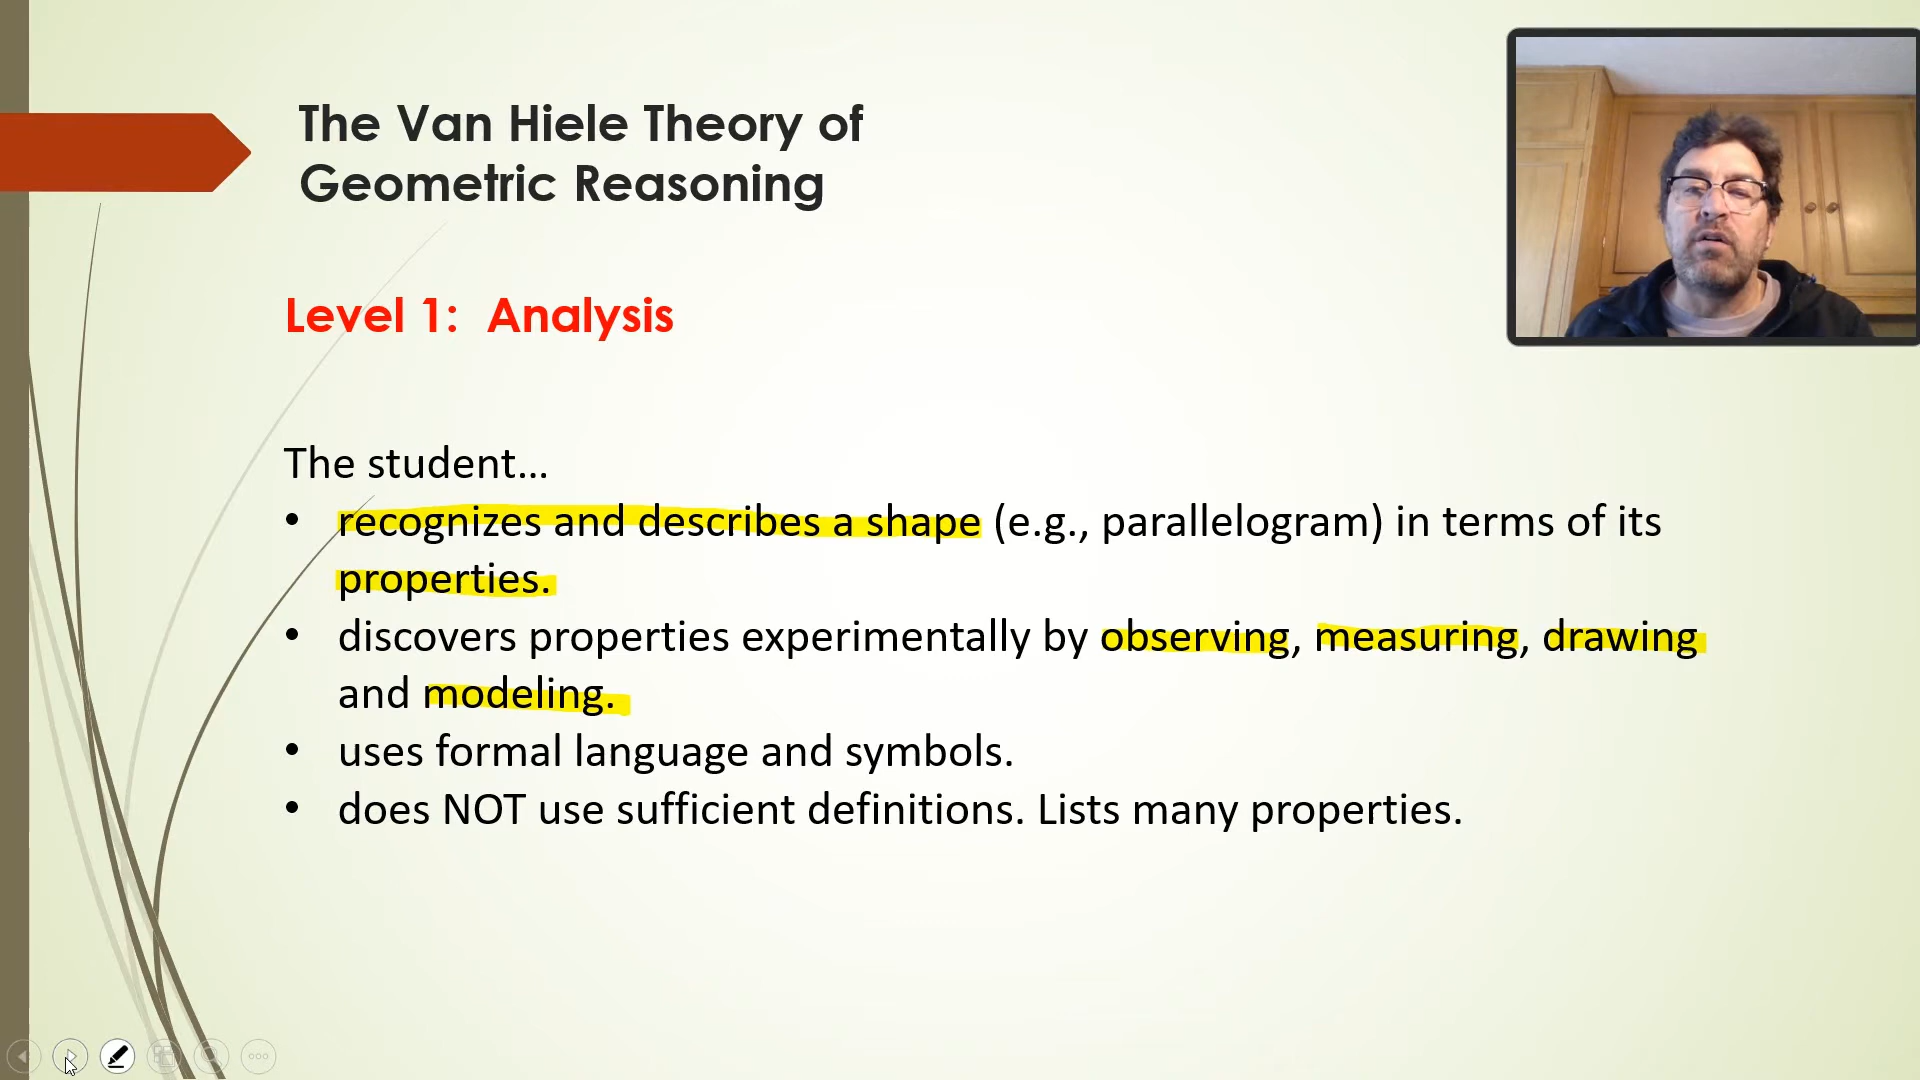 The Van Hiele Theory of
Geometric Reasoning
Level 1: Analysis
The student...
• recognizes and describes a shape (e.g., parallelogram) in terms of its
properties.
• discovers properties experimentally by observing, measuring, drawing
and modeling.
• uses formal language and symbols.
• does NOT use sufficient definitions. Lists many properties.